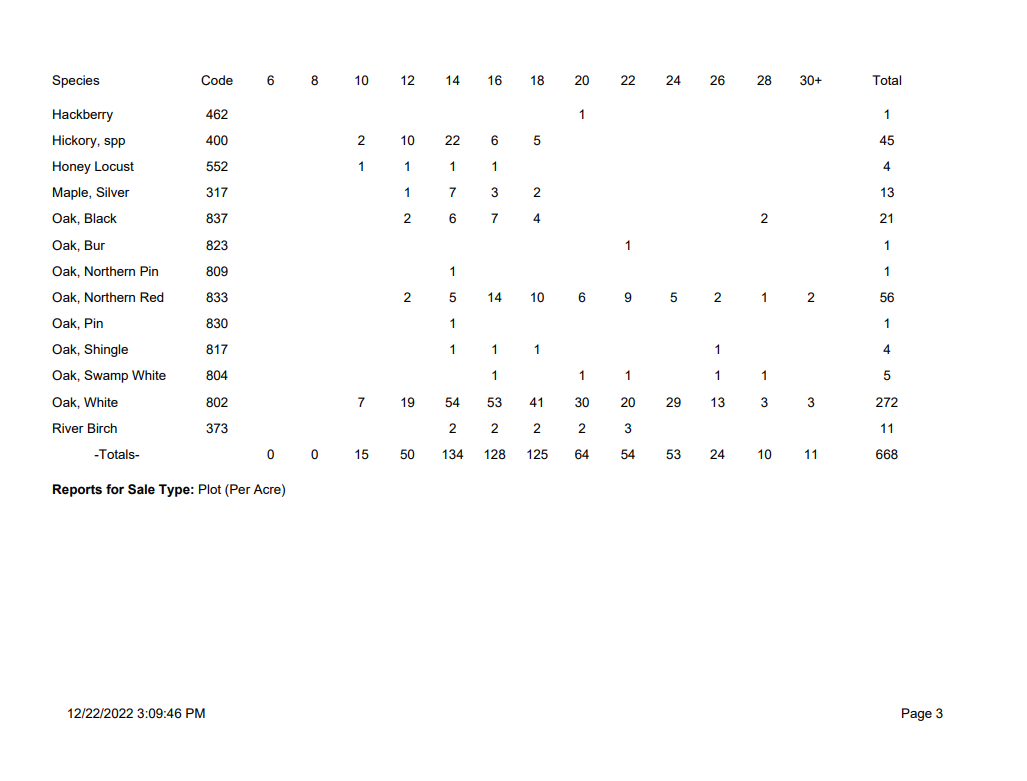 Species Code 6 8 10 12 14 16 18 20 22 24 26 28 30+ Total
Hackberry 462 1 1
Hickory, spp 400 2 10 22 6 5 45
Honey Locust 552 1 1 1 1 4
Maple, Silver 317 1 7 3 2 13
Oak, Black 837 2 6 7 4 2 21
Oak, Bur 823 1 1
Oak, Northern Pin 809 1 1
Oak, Northern Red 833 2 5 14 10 6 9 5 2 1 2 56
Oak, Pin 830 1 1
Oak, Shingle 817 1 1 1 1 4
Oak, Swamp White 804 1 1 1 1 1 5
Oak, White 802 7 19 54 53 41 30 20 29 13 3 3 272
River Birch 373 2 2 2 2 3 11
-Totals- 0 0 15 50 134 128 125 64 54 53 24 10 11 668
Reports for Sale Type: Plot (Per Acre)
12/22/2022 3:09:46 PM Page 3